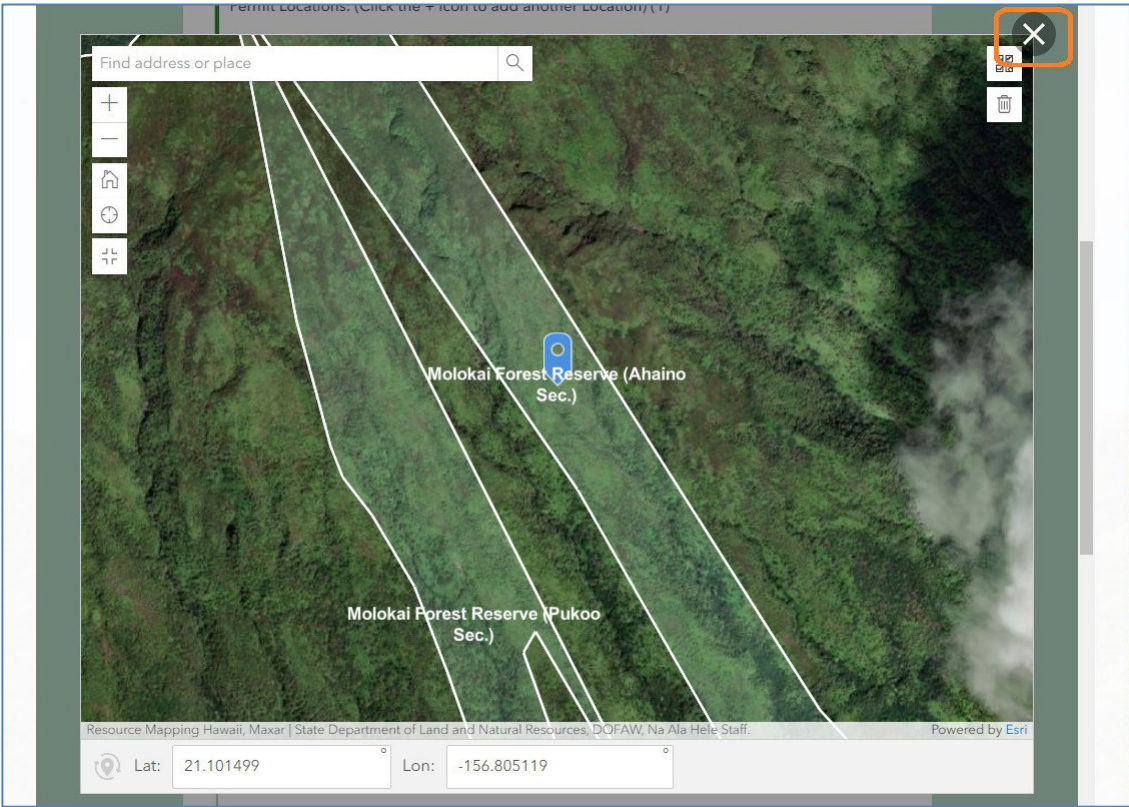 Permit Locations: (Click the + icon to add another Location) (1)
Find address or place
Molokai Forest Reserve (Ahaino
Sec.)
Molokai Forest Reserve (Pukoo
Sec.)
Resource Mapping Hawaii, Maxar | State Department of Land and Natural Resources, DOFAW, Na Ala Hele Staff.
Powered by Esri
Lat: 21.101499 °
Lon: -156.805119 °